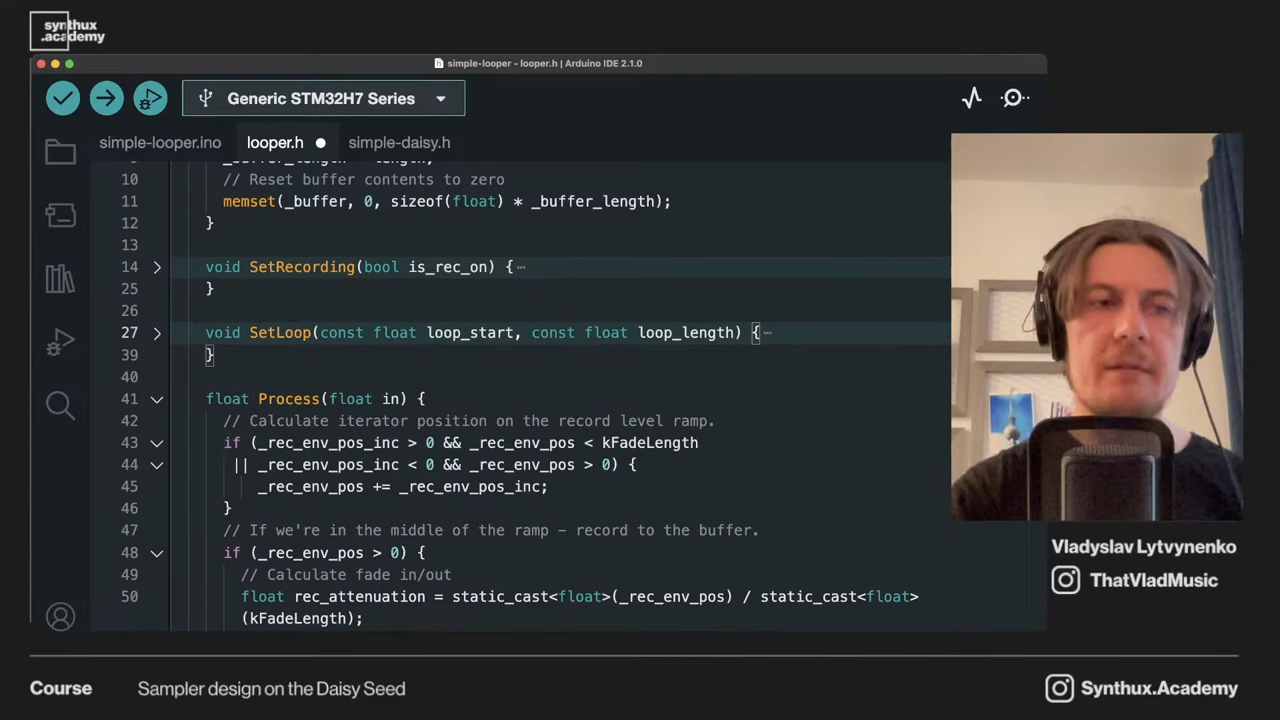 synthux
.academy
simple-looper - looper.h | Arduino IDE 2.1.0
Generic STM32H7 Series
simple-looper.ino looper.h simple-daisy.h
10 // Reset buffer contents to zero
11 memset(_buffer, 0, sizeof(float) * _buffer_length);
12 }
13
14 void SetRecording(bool is_rec_on) {
25 }
26
27 void SetLoop(const float loop_start, const float loop_length) {
39 }
40
41 float Process(float in) {
42 // Calculate iterator position on the record level ramp.
43 if (_rec_env_pos_inc > 0 && _rec_env_pos < kFadeLength
44 || _rec_env_pos_inc < 0 && _rec_env_pos > 0) {
45 _rec_env_pos += _rec_env_pos_inc;
46 }
47 // If we're in the middle of the ramp – record to the buffer.
48 if (_rec_env_pos > 0) {
49 // Calculate fade in/out
50 float rec_attenuation = static_cast<float>(_rec_env_pos) / static_cast<float>
(kFadeLength);
Vladyslav Lytvynenko
ThatVladMusic
Course Sampler design on the Daisy Seed
Synthux.Academy